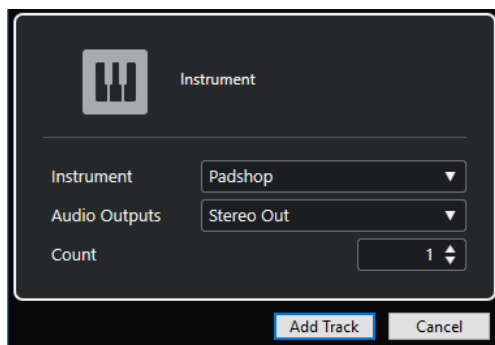 Instrument
Instrument Padshop
Audio Outputs Stereo Out
Count 1
Add Track Cancel